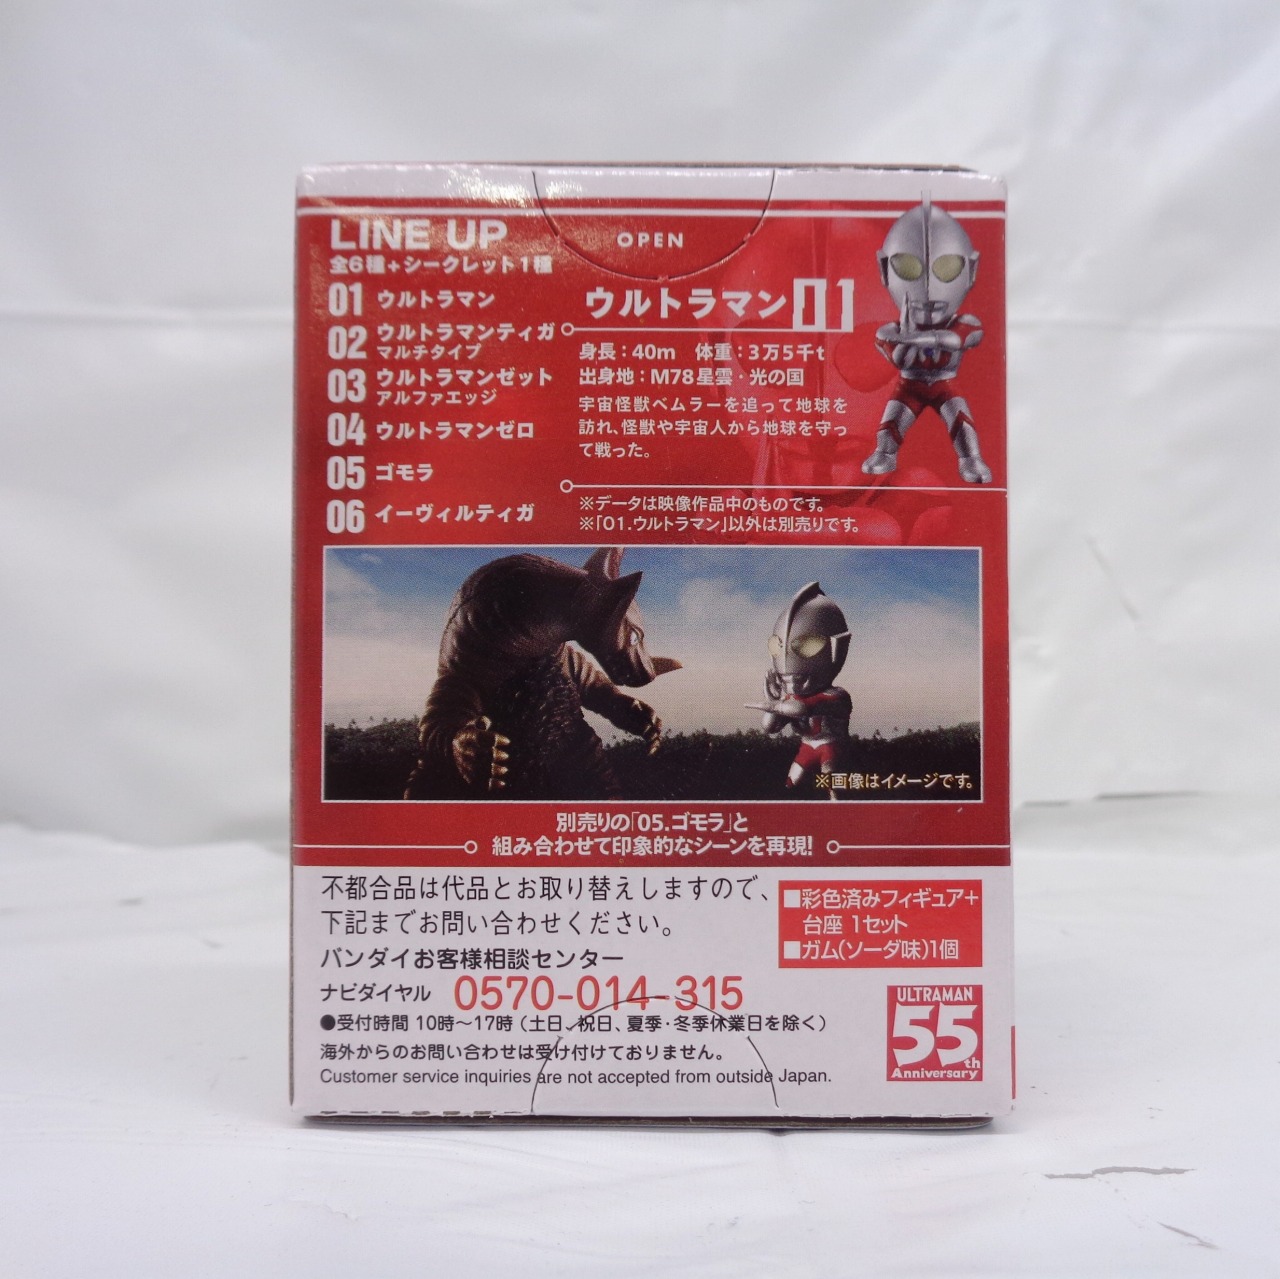 OPEN
LINE UP
全6種+シークレット1種
01 ウルトラマン
02 ウルトラマンティガ
マルチタイプ
03 ウルトラマンゼット
アルファエッジ
04 ウルトラマンゼロ
05 ゴモラ
06 イーヴィルティガ
ウルトラマン 01
身長:40m 体重:3万5千t
出身地:M78星雲・光の国
宇宙怪獣ベムラーを追って地球を
訪れ、怪獣や宇宙人から地球を守っ
て戦った。
※データは映像作品中のものです。
※「01.ウルトラマン」以外は別売りです。
※画像はイメージです。
別売りの「05.ゴモラ」と
組み合わせて印象的なシーンを再現!
不都合品は代品とお取り替えしますので、
下記までお問い合わせください。
バンダイお客様相談センター
ナビダイヤル 0570-014-315
●受付時間 10時〜17時(土日、祝日、夏季・冬季休業日を除く)
海外からのお問い合わせは受け付けておりません。
Customer service inquiries are not accepted from outside Japan.
■彩色済みフィギュア+
台座 1セット
■ガム(ソーダ味)1個
ULTRAMAN
55th
Anniversary